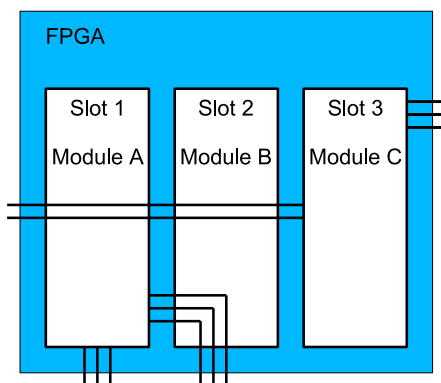 FPGA
Slot 1
Module A
Slot 2
Module B
Slot 3
Module C